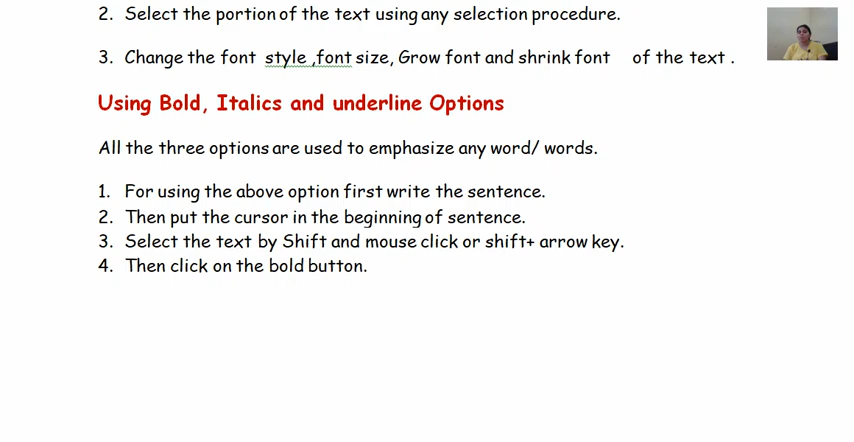 2. Select the portion of the text using any selection procedure.
3. Change the font style ,font size, Grow font and shrink font of the text .
Using Bold, Italics and underline Options
All the three options are used to emphasize any word/ words.
1. For using the above option first write the sentence.
2. Then put the cursor in the beginning of sentence.
3. Select the text by Shift and mouse click or shift+ arrow key.
4. Then click on the bold button.